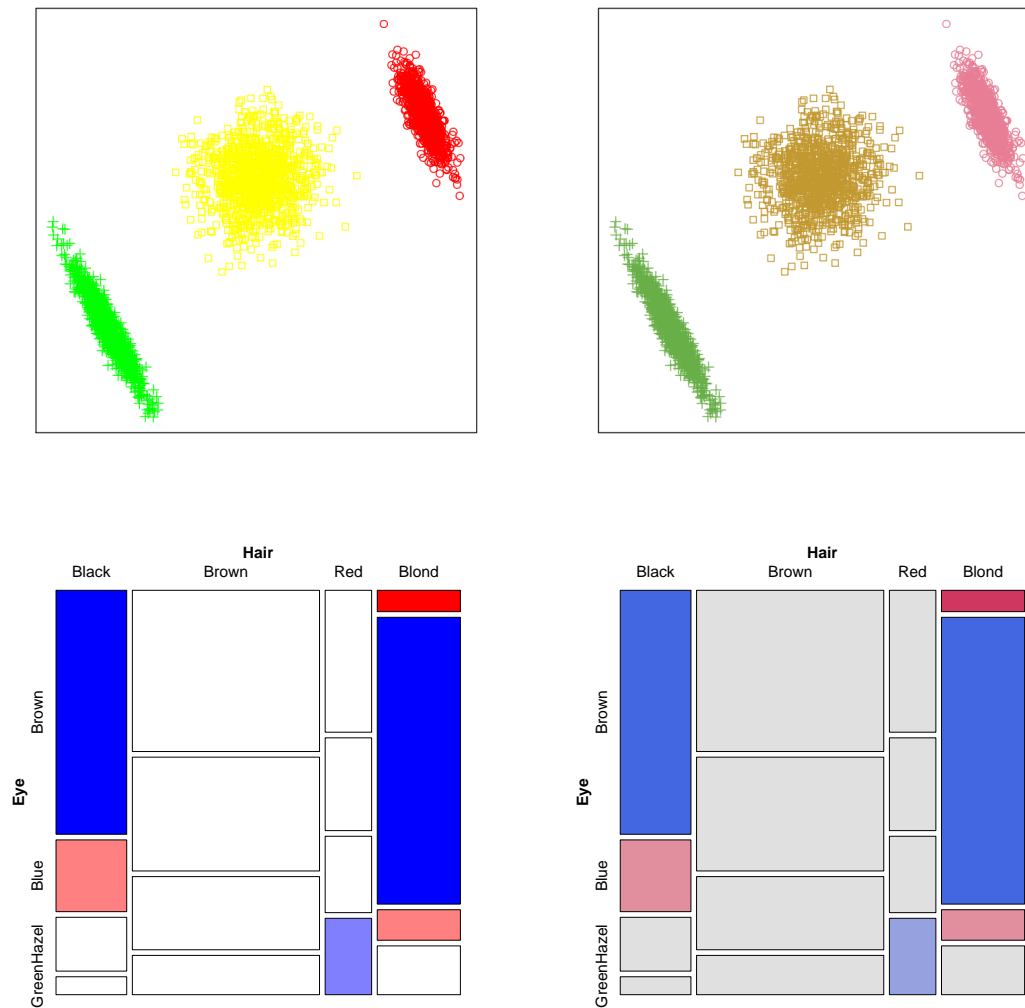 Hair
Black Brown Red Blond
Brown
Eye
Blue
GreenHazel
Hair
Black Brown Red Blond
Brown
Eye
Blue
GreenHazel